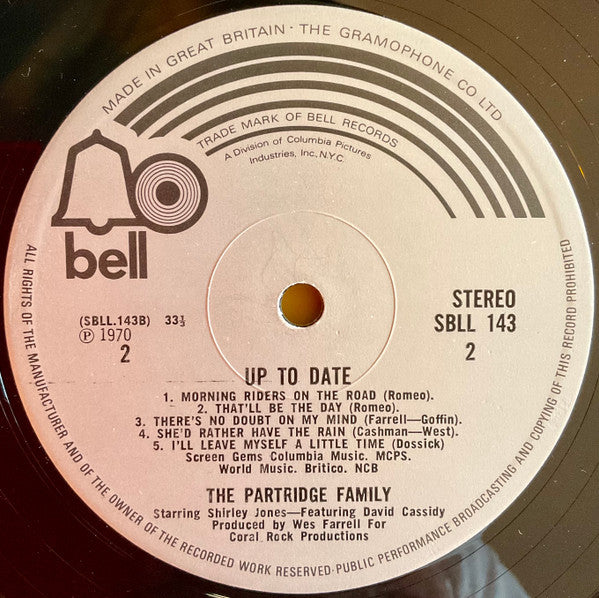 MADE IN GREAT BRITAIN · THE GRAMOPHONE CO LTD
TRADE MARK OF BELL RECORDS
A Division of Columbia Pictures
Industries, Inc, N.Y.C
bell
(SBLL.143B) 33⅓
Ⓟ 1970
2
STEREO
SBLL 143
2
UP TO DATE
1. MORNING RIDERS ON THE ROAD (Romeo).
2. THAT'LL BE THE DAY (Romeo).
3. THERE'S NO DOUBT ON MY MIND (Farrell—Goffin).
4. SHE'D RATHER HAVE THE RAIN (Cashman—West).
5. I'LL LEAVE MYSELF A LITTLE TIME (Dossick)
Screen Gems Columbia Music. MCPS.
World Music. Britico. NCB
THE PARTRIDGE FAMILY
Starring Shirley Jones—Featuring David Cassidy
Produced by Wes Farrell For
Coral Rock Productions
ALL RIGHTS OF THE MANUFACTURER AND OF THE OWNER OF THE RECORDED WORK RESERVED·PUBLIC PERFORMANCE BROADCASTING AND COPYING OF THIS RECORD PROHIBITED